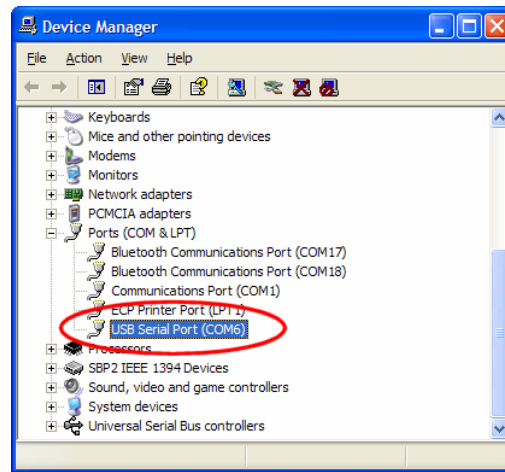 Device Manager
File Action View Help
Keyboards
Mice and other pointing devices
Modems
Monitors
Network adapters
PCMCIA adapters
Ports (COM & LPT)
Bluetooth Communications Port (COM17)
Bluetooth Communications Port (COM18)
Communications Port (COM1)
ECP Printer Port (LPT1)
USB Serial Port (COM6)
Processors
SBP2 IEEE 1394 Devices
Sound, video and game controllers
System devices
Universal Serial Bus controllers